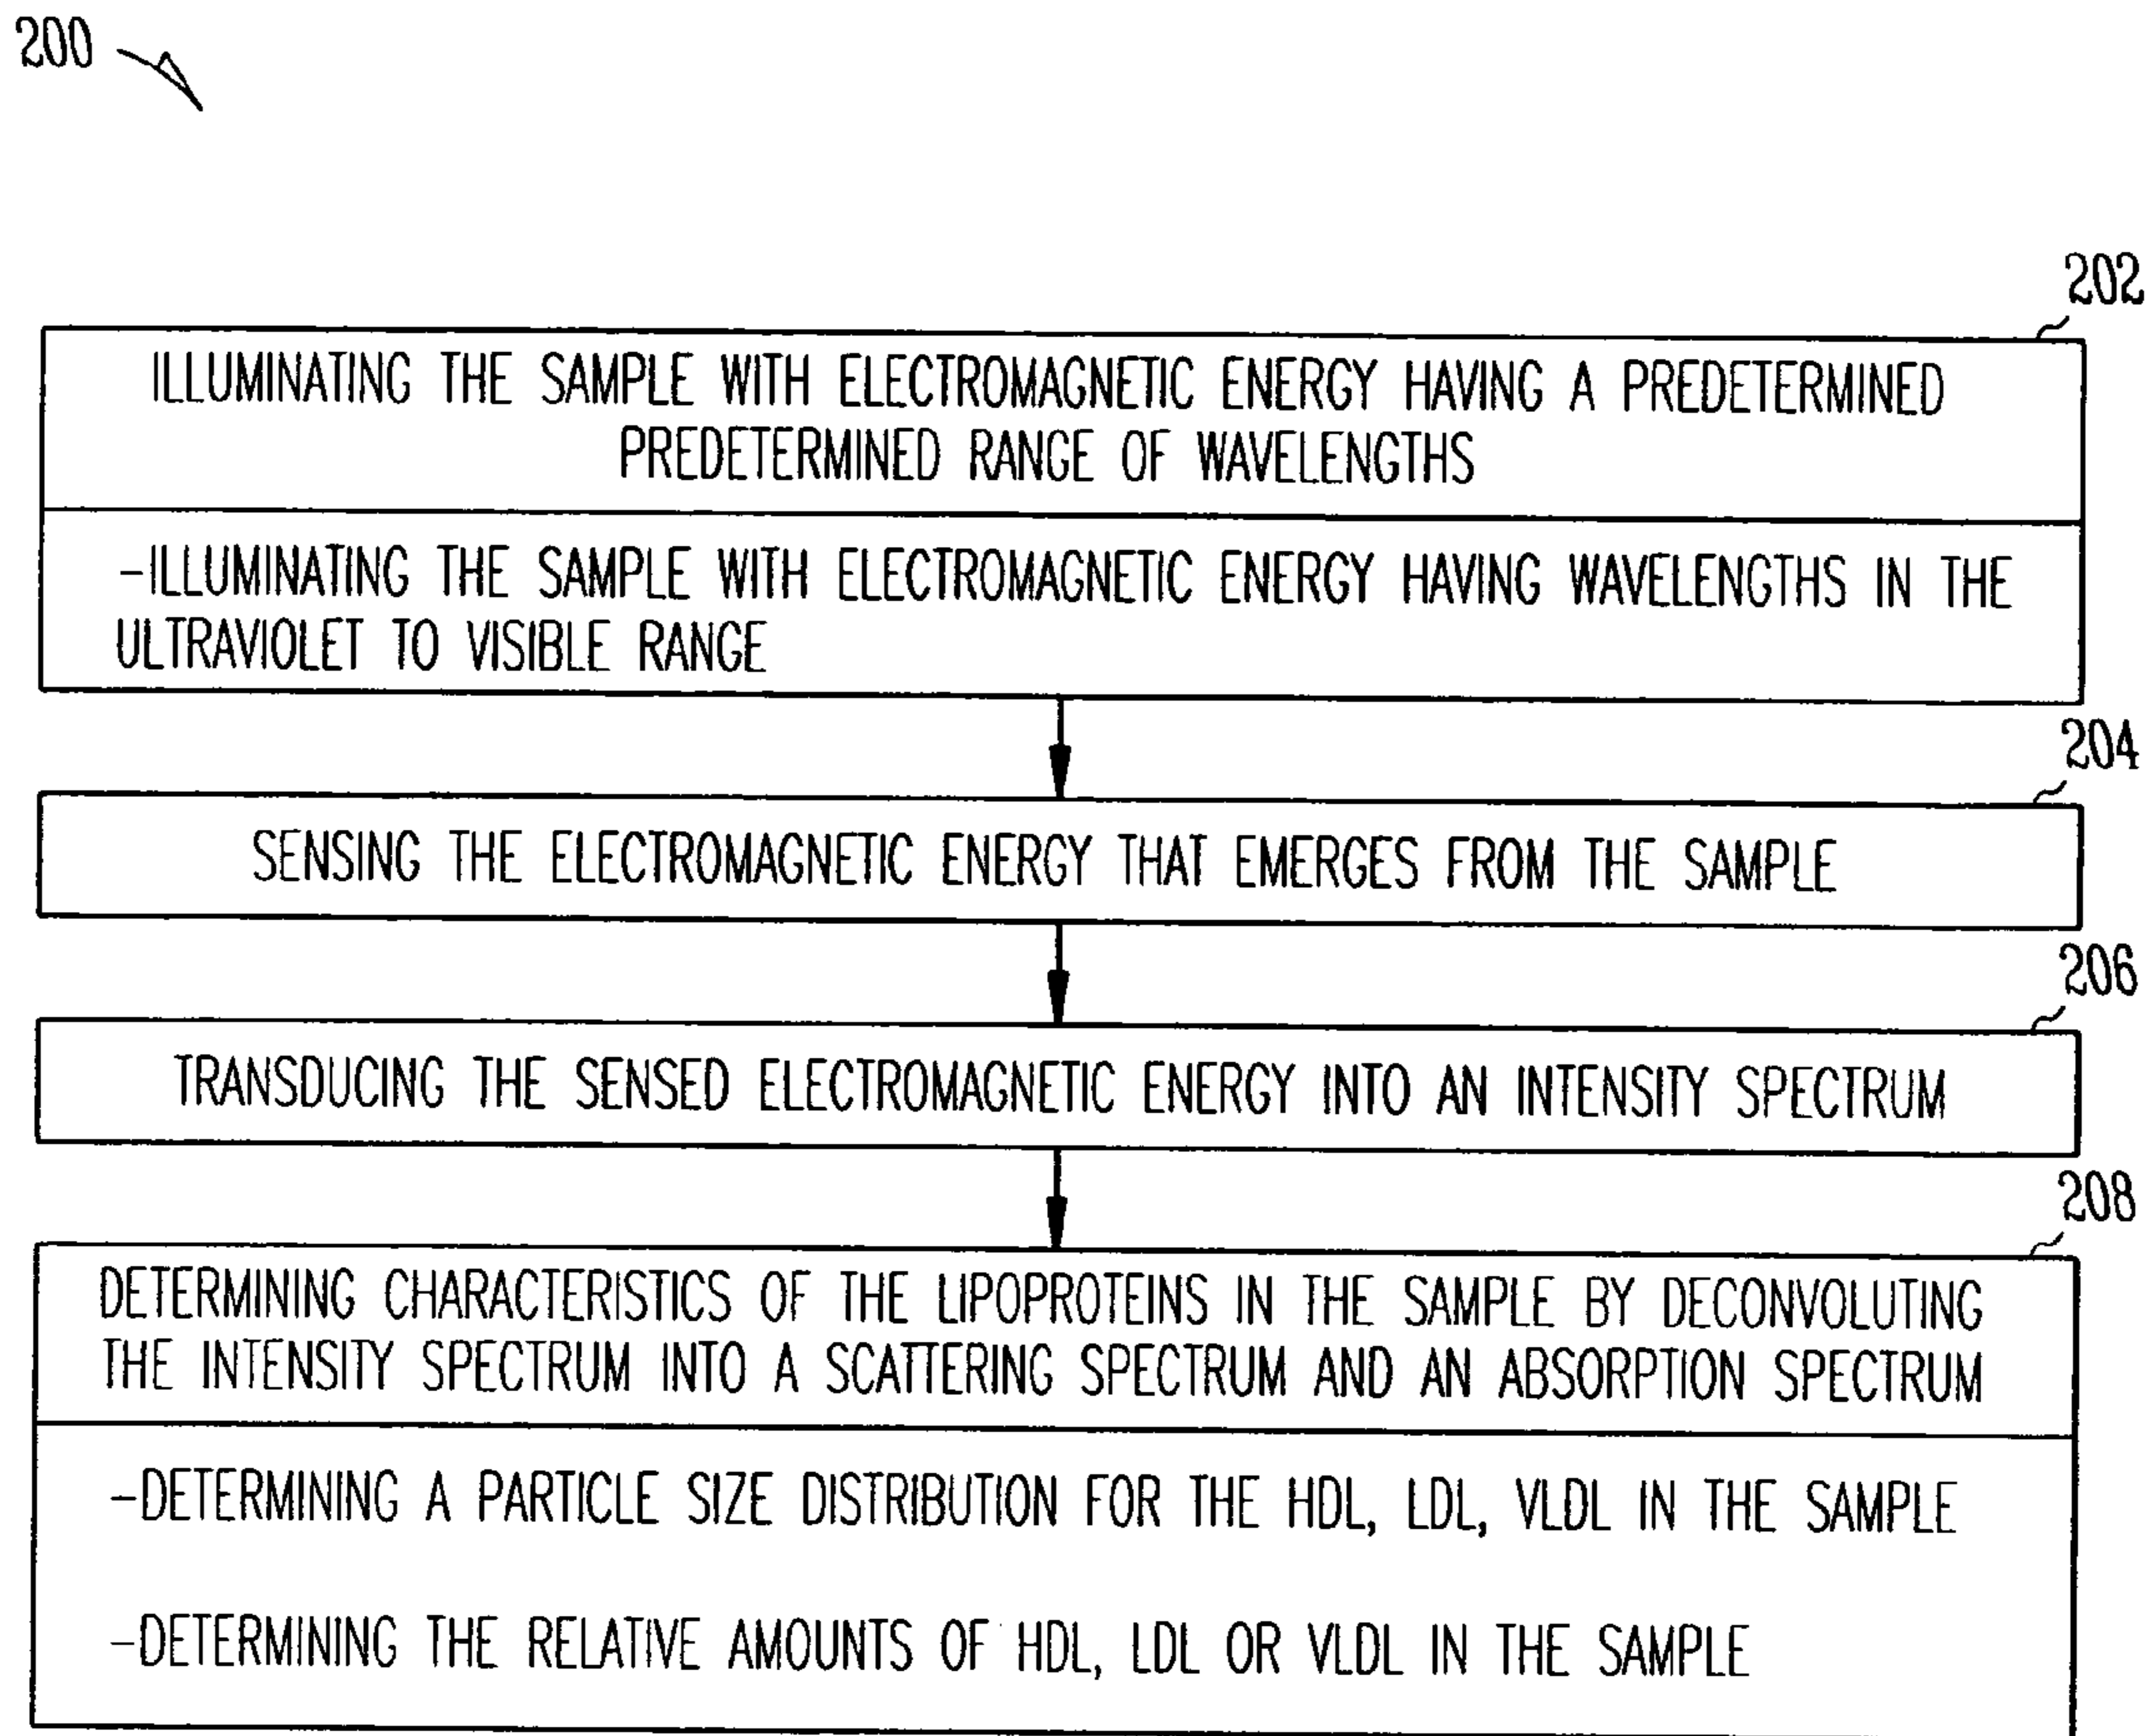 200
202
ILLUMINATING THE SAMPLE WITH ELECTROMAGNETIC ENERGY HAVING A PREDETERMINED
PREDETERMINED RANGE OF WAVELENGTHS
-ILLUMINATING THE SAMPLE WITH ELECTROMAGNETIC ENERGY HAVING WAVELENGTHS IN THE
ULTRAVIOLET TO VISIBLE RANGE
204
SENSING THE ELECTROMAGNETIC ENERGY THAT EMERGES FROM THE SAMPLE
206
TRANSDUCING THE SENSED ELECTROMAGNETIC ENERGY INTO AN INTENSITY SPECTRUM
208
DETERMINING CHARACTERISTICS OF THE LIPOPROTEINS IN THE SAMPLE BY DECONVOLUTING
THE INTENSITY SPECTRUM INTO A SCATTERING SPECTRUM AND AN ABSORPTION SPECTRUM
-DETERMINING A PARTICLE SIZE DISTRIBUTION FOR THE HDL, LDL, VLDL IN THE SAMPLE
-DETERMINING THE RELATIVE AMOUNTS OF HDL, LDL OR VLDL IN THE SAMPLE